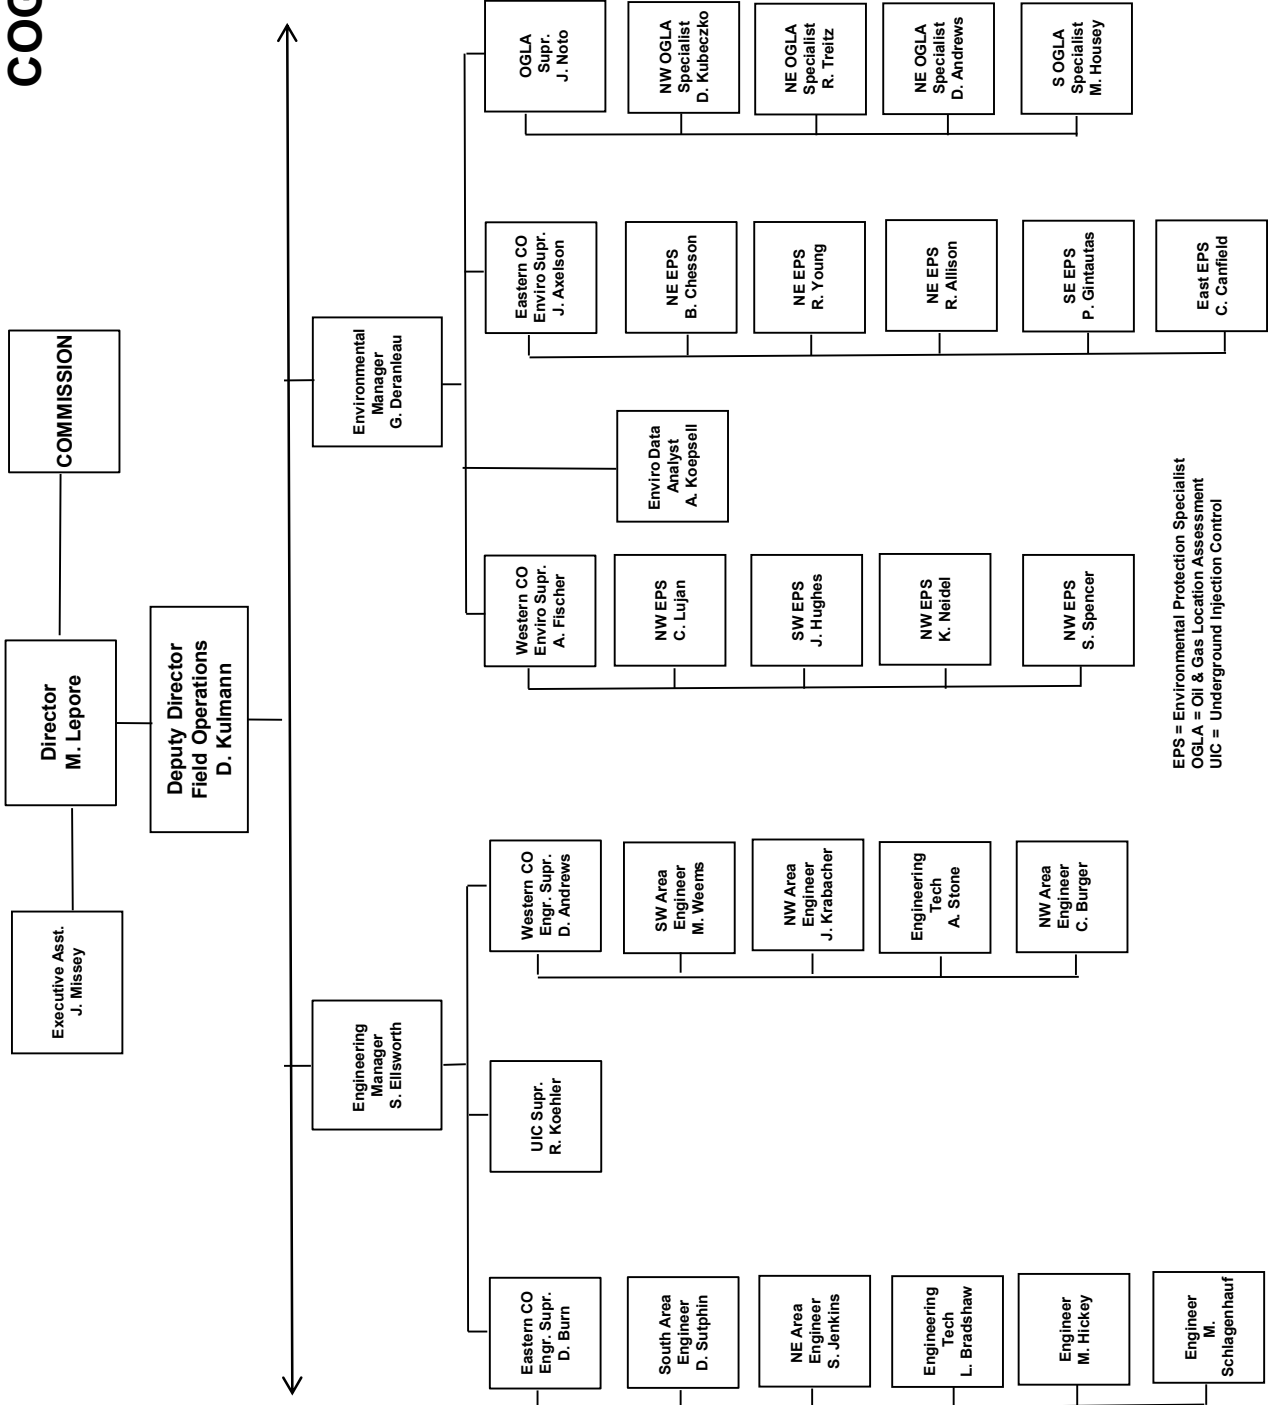 COG
COMMISSION
Director
M. Lepore
Executive Asst.
J. Missey
Deputy Director
Field Operations
D. Kulmann
Engineering
Manager
S. Ellsworth
Environmental
Manager
G. Deranleau
Eastern CO
Engr. Supr.
D. Burn
South Area
Engineer
D. Sutphin
NE Area
Engineer
S. Jenkins
Engineering
Tech
L. Bradshaw
Engineer
M. Hickey
Engineer
M.
Schlagenhauf
UIC Supr.
R. Koehler
Western CO
Engr. Supr.
D. Andrews
SW Area
Engineer
M. Weems
NW Area
Engineer
J. Krabacher
Engineering
Tech
A. Stone
NW Area
Engineer
C. Burger
Western CO
Enviro Supr.
A. Fischer
NW EPS
C. Lujan
SW EPS
J. Hughes
NW EPS
K. Neidel
NW EPS
S. Spencer
Enviro Data
Analyst
A. Koepsell
Eastern CO
Enviro Supr.
J. Axelson
NE EPS
B. Chesson
NE EPS
R. Young
NE EPS
R. Allison
SE EPS
P. Gintautas
East EPS
C. Canfield
OGLA
Supr.
J. Noto
NW OGLA
Specialist
D. Kubeczko
NE OGLA
Specialist
R. Treitz
NE OGLA
Specialist
D. Andrews
S OGLA
Specialist
M. Housey
EPS = Environmental Protection Specialist
OGLA = Oil & Gas Location Assessment
UIC = Underground Injection Control